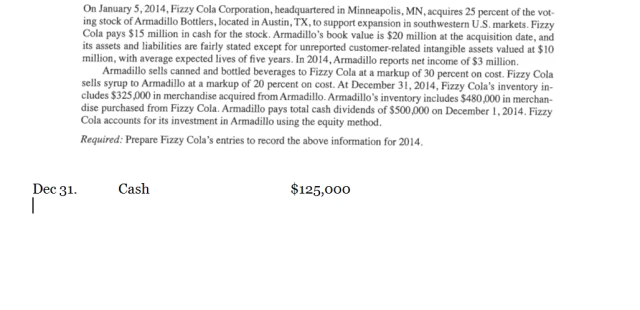 On January 5, 2014, Fizzy Cola Corporation, headquartered in Minneapolis, MN, acquires 25 percent of the vot-
ing stock of Armadillo Bottlers, located in Austin, TX, to support expansion in southwestern U.S. markets. Fizzy
Cola pays $15 million in cash for the stock. Armadillo's book value is $20 million at the acquisition date, and
its assets and liabilities are fairly stated except for unreported customer-related intangible assets valued at $10
million, with average expected lives of five years. In 2014, Armadillo reports net income of $3 million.
Armadillo sells canned and bottled beverages to Fizzy Cola at a markup of 30 percent on cost. Fizzy Cola
sells syrup to Armadillo at a markup of 20 percent on cost. At December 31, 2014, Fizzy Cola's inventory in-
cludes $325,000 in merchandise acquired from Armadillo. Armadillo's inventory includes $480,000 in merchan-
dise purchased from Fizzy Cola. Armadillo pays total cash dividends of $500,000 on December 1, 2014. Fizzy
Cola accounts for its investment in Armadillo using the equity method.
Required: Prepare Fizzy Cola's entries to record the above information for 2014.
Dec 31. Cash $125,000